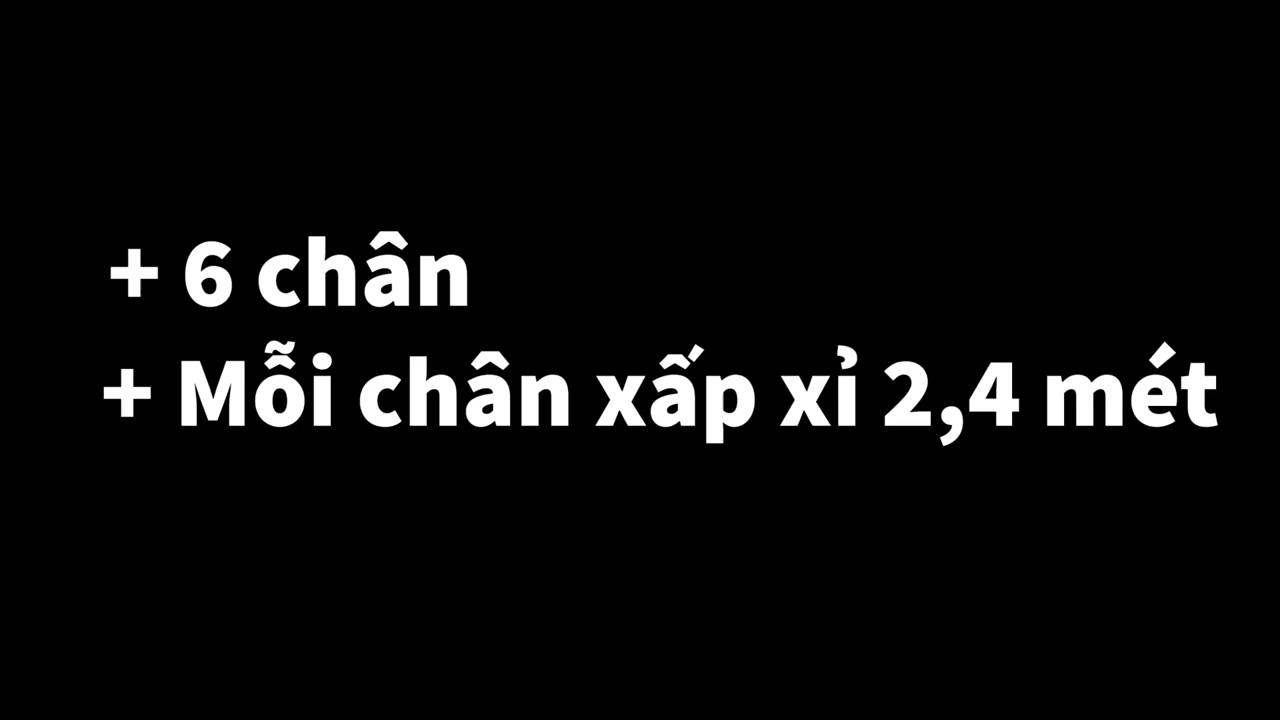 + 6 chân
+ Mỗi chân xấp xỉ 2,4 mét